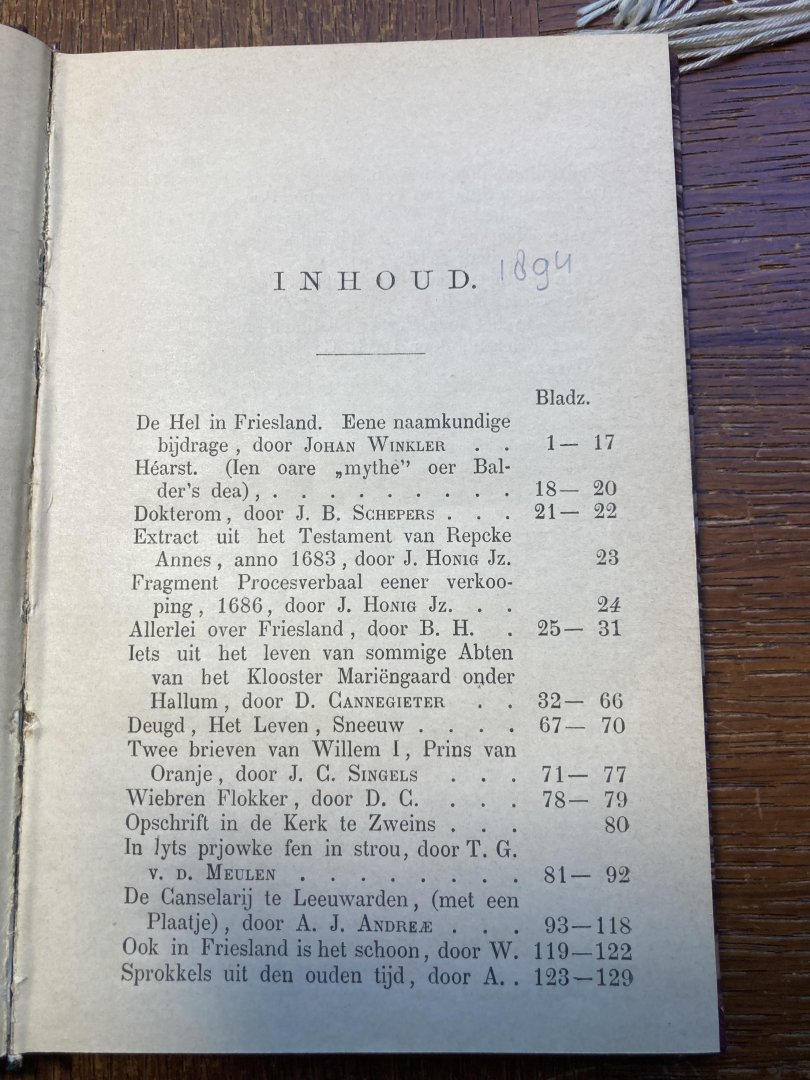 INHOUD. 1894
Bladz.
De Hel in Friesland. Eene naamkundige
bijdrage, door JOHAN WINKLER . . 1— 17
Héarst. (Ien oare „mythe” oer Bal-
der's dea), . . . . . . . . . 18— 20
Dokterom, door J. B. SCHEPERS . . . 21— 22
Extract uit het Testament van Repcke
Annes, anno 1683, door J. HONIG Jz. 23
Fragment Procesverbaal eener verkoo-
ping, 1686, door J. HONIG Jz. . . 24
Allerlei over Friesland, door B. H. . 25— 31
Iets uit het leven van sommige Abten
van het Klooster Mariëngaard onder
Hallum, door D. CANNEGIETER . . 32— 66
Deugd, Het Leven, Sneeuw . . . . 67— 70
Twee brieven van Willem I, Prins van
Oranje, door J. C. SINGELS . . . 71— 77
Wiebren Flokker, door D. C. . . . 78— 79
Opschrift in de Kerk te Zweins . . . 80
In lyts prjowke fen in strou, door T. G.
V. D. MEULEN . . . . . . . . 81— 92
De Canselarij te Leeuwarden, (met een
Plaatje), door A. J. ANDREÆ . . . 93—118
Ook in Friesland is het schoon, door W. 119—122
Sprokkels uit den ouden tijd, door A. . 123—129